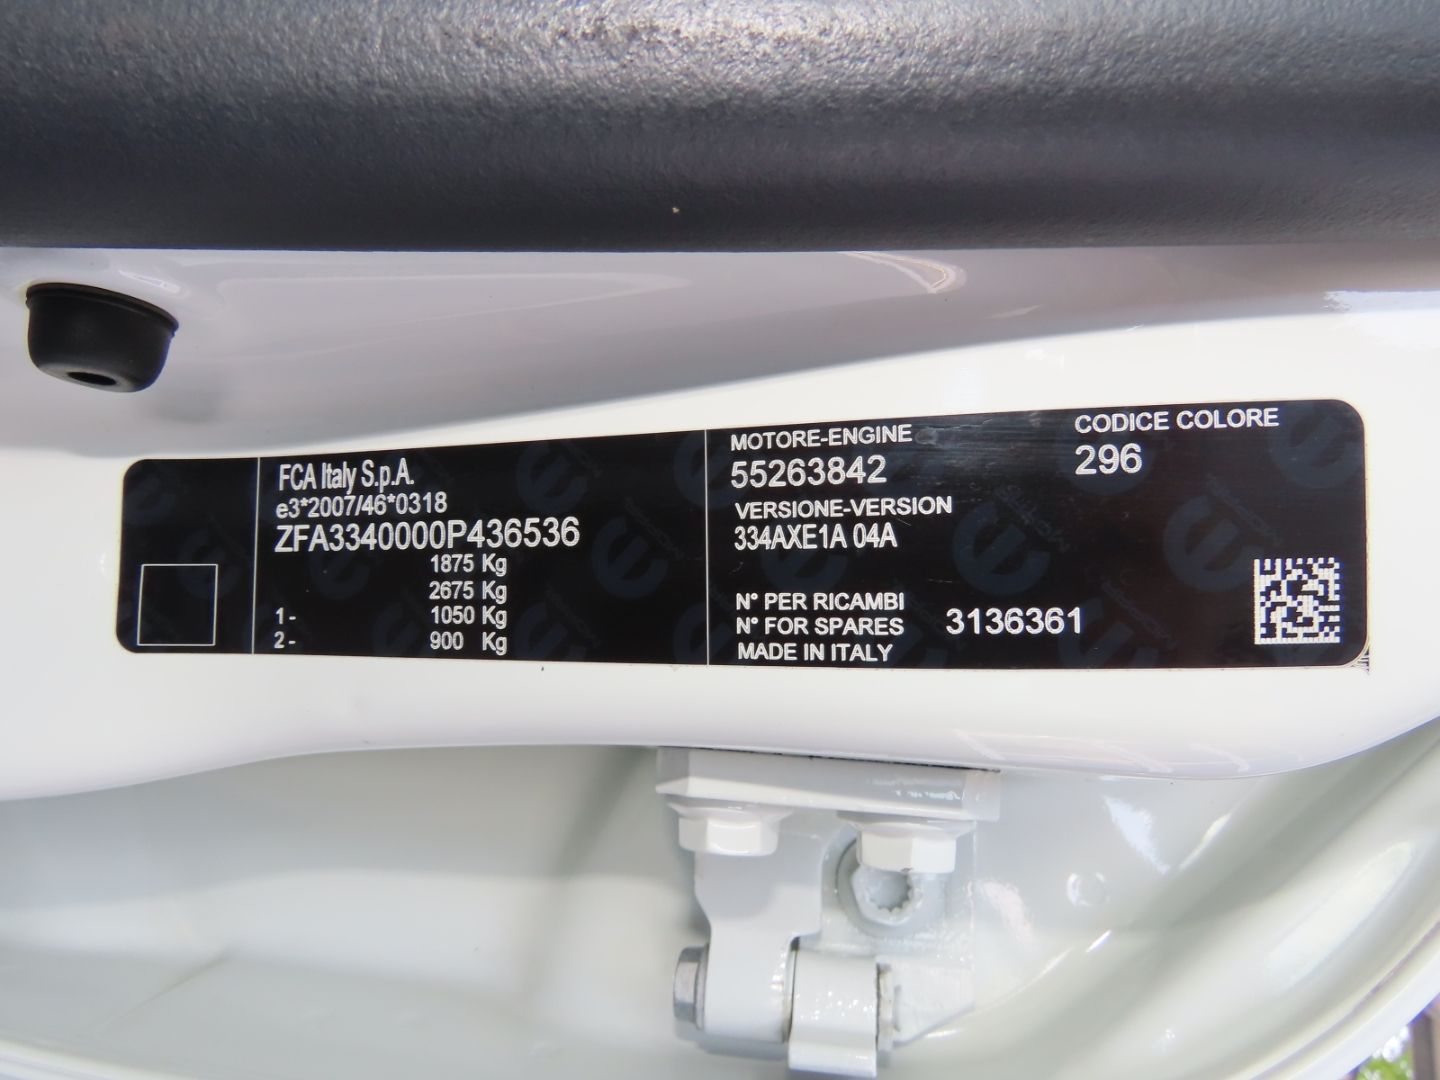 FCA Italy S.p.A.
e3*2007/46*0318
ZFA3340000P436536
1875 Kg
2675 Kg
1- 1050 Kg
2- 900 Kg
MOTORE-ENGINE
55263842
CODICE COLORE
296
VERSIONE-VERSION
334AXE1A 04A
N° PER RICAMBI
N° FOR SPARES 3136361
MADE IN ITALY